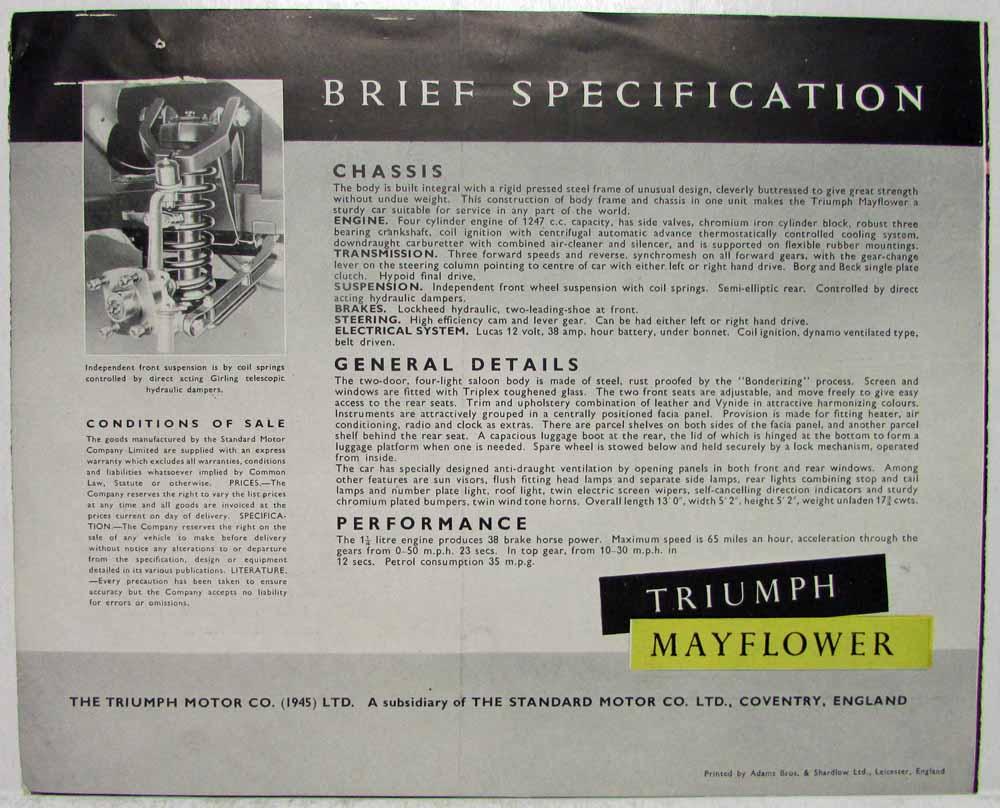 BRIEF SPECIFICATION
CHASSIS
The body is built integral with a rigid pressed steel frame of unusual design, cleverly buttressed to give great strength
without undue weight. This construction of body frame and chassis in one unit makes the Triumph Mayflower a
sturdy car suitable for service in any part of the world.
ENGINE. Four cylinder engine of 1247 c.c. capacity, has side valves, chromium iron cylinder block, robust three
bearing crankshaft, coil ignition with centrifugal automatic advance thermostatically controlled cooling system,
downdraught carburetter with combined air-cleaner and silencer, and is supported on flexible rubber mountings.
TRANSMISSION. Three forward speeds and reverse, synchromesh on all forward gears, with the gear-change
lever on the steering column pointing to centre of car with either left or right hand drive. Borg and Beck single plate
clutch. Hypoid final drive.
SUSPENSION. Independent front wheel suspension with coil springs. Semi-elliptic rear. Controlled by direct
acting hydraulic dampers.
BRAKES. Lockheed hydraulic, two-leading-shoe at front.
STEERING. High efficiency cam and lever gear. Can be had either left or right hand drive.
ELECTRICAL SYSTEM. Lucas 12 volt, 38 amp. hour battery, under bonnet. Coil ignition, dynamo ventilated type,
belt driven.
GENERAL DETAILS
The two-door, four-light saloon body is made of steel, rust proofed by the "Bonderizing" process. Screen and
windows are fitted with Triplex toughened glass. The two front seats are adjustable, and move freely to give easy
access to the rear seats. Trim and upholstery combination of leather and Vynide in attractive harmonizing colours.
Instruments are attractively grouped in a centrally positioned facia panel. Provision is made for fitting heater, air
conditioning, radio and clock as extras. There are parcel shelves on both sides of the facia panel, and another parcel
shelf behind the rear seat. A capacious luggage boot at the rear, the lid of which is hinged at the bottom to form a
luggage platform when one is needed. Spare wheel is stowed below and held securely by a lock mechanism, operated
from inside.
The car has specially designed anti-draught ventilation by opening panels in both front and rear windows. Among
other features are sun visors, flush fitting head lamps and separate side lamps, rear lights combining stop and tail
lamps and number plate light, roof light, twin electric screen wipers, self-cancelling direction indicators and sturdy
chromium plated bumpers, twin wind tone horns. Overall length 13′ 0″, width 5′ 2″, height 5′ 2″, weight unladen 17¾ cwts.
PERFORMANCE
The 1¼ litre engine produces 38 brake horse power. Maximum speed is 65 miles an hour, acceleration through the
gears from 0–50 m.p.h. 23 secs. In top gear, from 10–30 m.p.h. in
12 secs. Petrol consumption 35 m.p.g.
Independent front suspension is by coil springs
controlled by direct acting Girling telescopic
hydraulic dampers.
CONDITIONS OF SALE
The goods manufactured by the Standard Motor
Company Limited are supplied with an express
warranty which excludes all warranties, conditions
and liabilities whatsoever implied by Common
Law, Statute or otherwise. PRICES.—The
Company reserves the right to vary the list prices
at any time and all goods are invoiced at the
prices current on day of delivery. SPECIFICA-
TION.—The Company reserves the right on the
sale of any vehicle to make before delivery
without notice any alterations to or departure
from the specification, design or equipment
detailed in its various publications. LITERATURE.
—Every precaution has been taken to ensure
accuracy but the Company accepts no liability
for errors or omissions.
TRIUMPH
MAYFLOWER
THE TRIUMPH MOTOR CO. (1945) LTD. A subsidiary of THE STANDARD MOTOR CO. LTD., COVENTRY, ENGLAND
Printed by Adams Bros. & Shardlow Ltd., Leicester, England